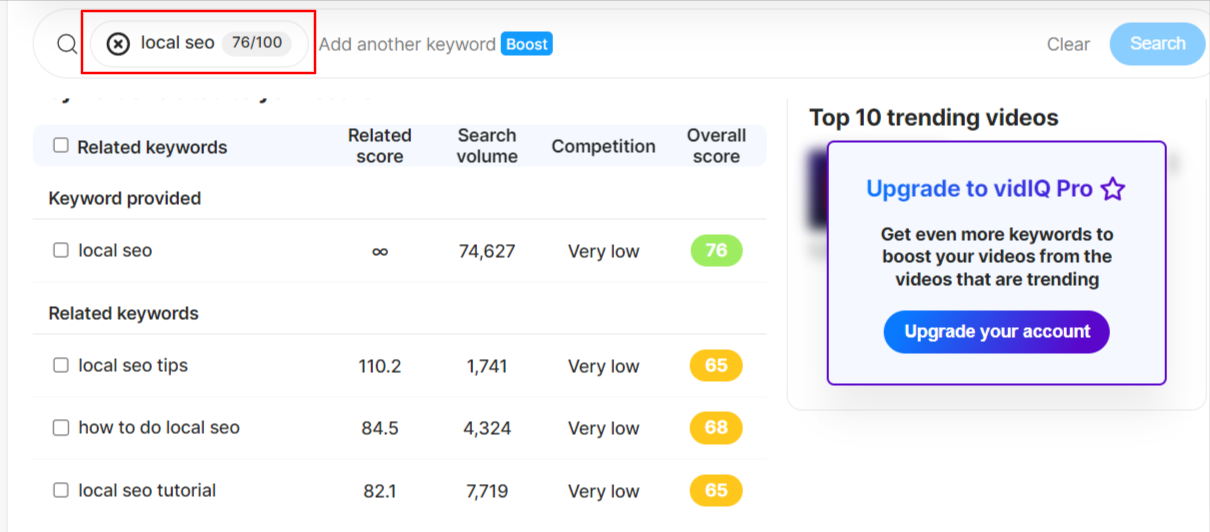 local seo 76/100 Add another keyword Boost Clear Search
Related keywords Related score Search volume Competition Overall score
Keyword provided
local seo ∞ 74,627 Very low 76
Related keywords
local seo tips 110.2 1,741 Very low 65
how to do local seo 84.5 4,324 Very low 68
local seo tutorial 82.1 7,719 Very low 65
Top 10 trending videos
Upgrade to vidIQ Pro
Get even more keywords to
boost your videos from the
videos that are trending
Upgrade your account